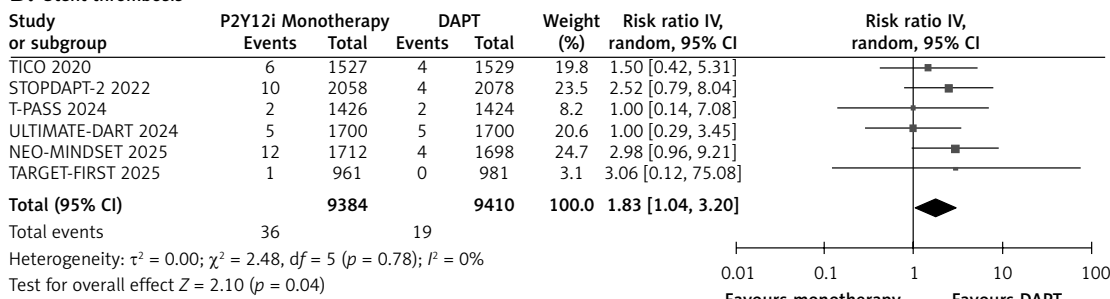 B. Stent thrombosis
Study P2Y12i Monotherapy DAPT Weight Risk ratio IV, Risk ratio IV,
or subgroup Events Total Events Total (%) random, 95% CI random, 95% CI
TICO 2020 6 1527 4 1529 19.8 1.50 [0.42, 5.31]
STOPDAPT-2 2022 10 2058 4 2078 23.5 2.52 [0.79, 8.04]
T-PASS 2024 2 1426 2 1424 8.2 1.00 [0.14, 7.08]
ULTIMATE-DART 2024 5 1700 5 1700 20.6 1.00 [0.29, 3.45]
NEO-MINDSET 2025 12 1712 4 1698 24.7 2.98 [0.96, 9.21]
TARGET-FIRST 2025 1 961 0 981 3.1 3.06 [0.12, 75.08]
Total (95% CI) 9384 9410 100.0 1.83 [1.04, 3.20]
Total events 36 19
Heterogeneity: τ² = 0.00; χ² = 2.48, df = 5 (p = 0.78); I² = 0%
Test for overall effect Z = 2.10 (p = 0.04)
0.01 0.1 1 10 100
Favours monotherapy Favours DAPT